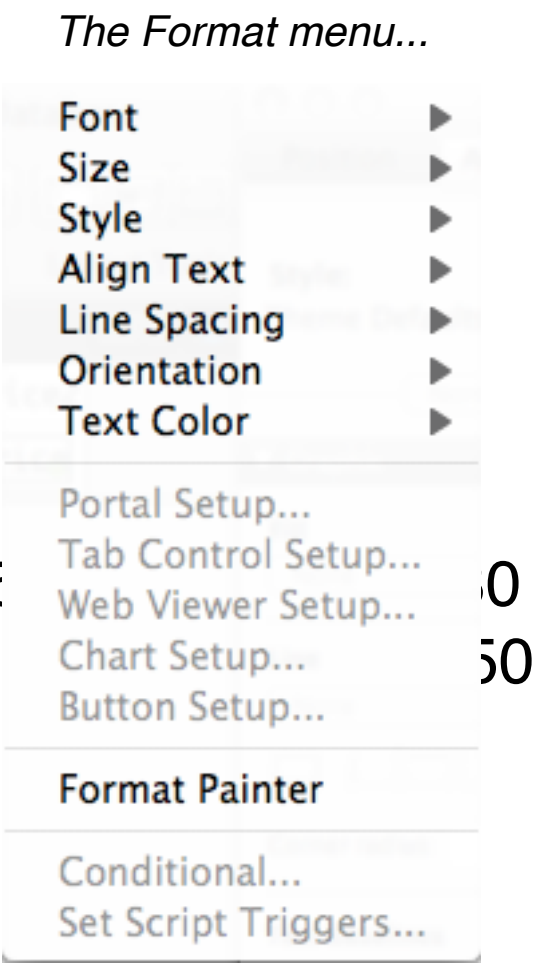 The Format menu...
Font
Size
Style
Align Text
Line Spacing
Orientation
Text Color
Portal Setup...
Tab Control Setup...
Web Viewer Setup...
Chart Setup...
Button Setup...
Format Painter
Conditional...
Set Script Triggers...